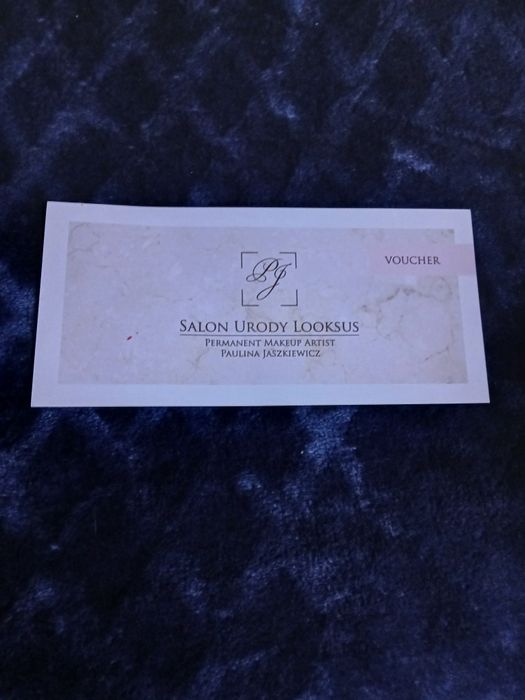 VOUCHER
PJ
SALON URODY LOOKSUS
PERMANENT MAKEUP ARTIST
PAULINA JASZKIEWICZ